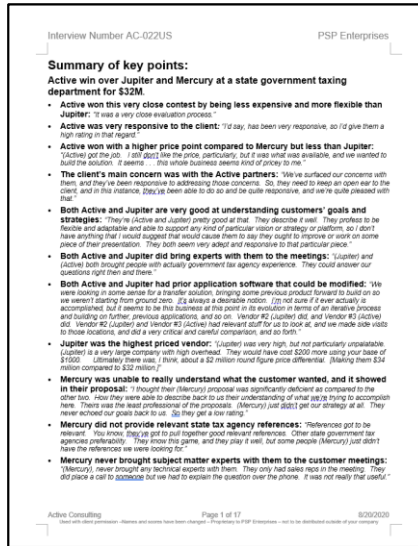 Interview Number AC-022US PSP Enterprises
Summary of key points:
Active win over Jupiter and Mercury at a state government taxing
department for $32M.
• Active won this very close contest by being less expensive and more flexible than
Jupiter: "It was a very close evaluation process."
• Active was very responsive to the client: "I'd say, has been very responsive, so I'd give them a
high rating in that regard."
• Active won with a higher price point compared to Mercury but less than Jupiter:
"(Active) got the job. I still don't like the price, particularly, but it was what was available, and we wanted to
build the solution. It seems . . . this whole business seems kind of pricey to me."
• The client's main concern was with the Active partners: "We've surfaced our concerns with
them, and they've been responsive to addressing those concerns. So, they need to keep an open ear to the
client, and in this instance, they've been able to do so and be quite responsive, and we're quite pleased with
that."
• Both Active and Jupiter are very good at understanding customers' goals and
strategies: "They're (Active and Jupiter) pretty good at that. They describe it well. They profess to be
flexible and adaptable and able to support any kind of particular vision or strategy or platform, so I don't
have anything that I would suggest that would cause them to say they ought to improve or work on some
piece of their presentation. They both seem very adept and responsive to that particular piece."
• Both Active and Jupiter did bring experts with them to the meetings: "(Jupiter) and
(Active) both brought people with actually government tax agency experience. They could answer our
questions right then and there."
• Both Active and Jupiter had prior application software that could be modified: "We
were looking in some sense for a transfer solution, bringing some previous product forward to build on so
we weren't starting from ground zero. It's always a desirable notion. I'm not sure if it ever actually is
accomplished, but it seems to be this business at this point in its evolution in terms of an iterative process
and building on further, previous applications, and so on. Vendor #2 (Jupiter) did, and Vendor #3 (Active)
did. Vendor #2 (Jupiter) and Vendor #3 (Active) had relevant stuff for us to look at, and we made side visits
to those locations, and did a very critical and careful comparison, and so forth."
• Jupiter was the highest priced vendor: "(Jupiter) was very high, but not particularly unpalatable.
(Jupiter) is a very large company with high overhead. They would have cost $200 more using your base of
$1000. Ultimately there was, I think, about a $2 million round figure price differential. [Making them $34
million compared to $32 million.]"
• Mercury was unable to really understand what the customer wanted, and it showed
in their proposal: "I thought their (Mercury) proposal was significantly deficient as compared to the
other two. How they were able to describe back to us their understanding of what we're trying to accomplish
here. Theirs was the least professional of the proposals. (Mercury) just didn't get our strategy at all. They
never echoed our goals back to us. So they get a low rating."
• Mercury did not provide relevant state tax agency references: "References got to be
relevant. You know, they've got to pull together good relevant references. Other state government tax
agencies preferably. They know this game, and they play it well, but some people (Mercury) just didn't
have the references we were looking for."
• Mercury never brought subject matter experts with them to the customer meetings:
"(Mercury), never brought any technical experts with them. They only had sales reps in the meeting. They
did place a call to someone but we had to explain the question over the phone. It was not really that useful."
Active Consulting Page 1 of 17 8/20/2020
Used with client permission –Names and scores have been changed – Proprietary to PSP Enterprises – not to be distributed outside of your company